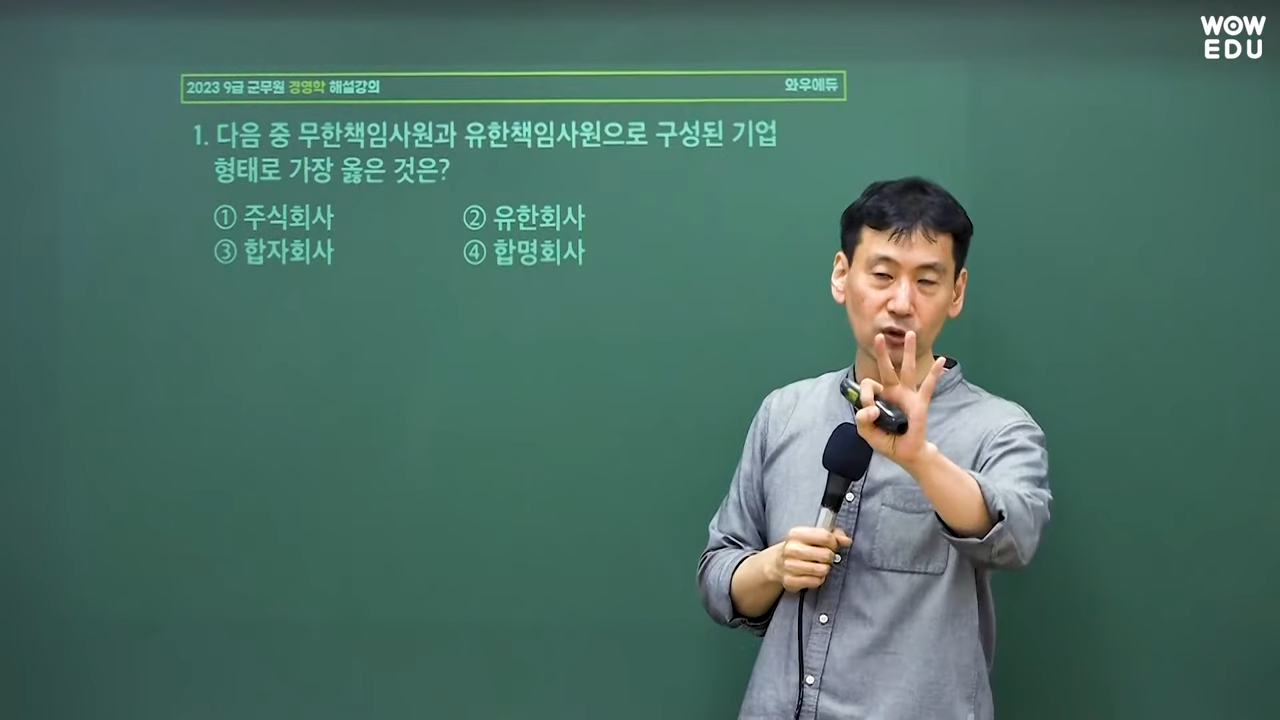 WOW
EDU
2023 9급 군무원 경영학 해설강의 와우에듀
1. 다음 중 무한책임사원과 유한책임사원으로 구성된 기업
형태로 가장 옳은 것은?
① 주식회사 ② 유한회사
③ 합자회사 ④ 합명회사